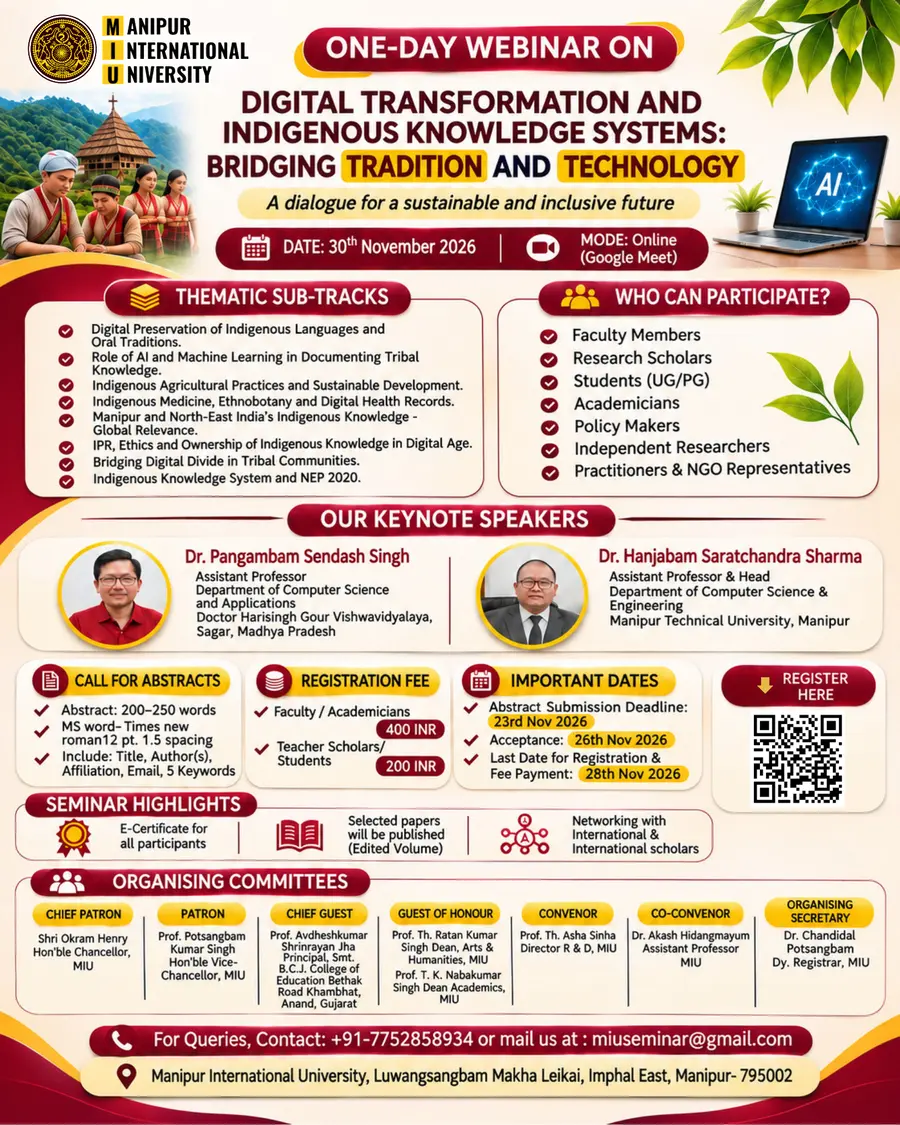 MANIPUR
INTERNATIONAL
UNIVERSITY
ONE-DAY WEBINAR ON
DIGITAL TRANSFORMATION AND
INDIGENOUS KNOWLEDGE SYSTEMS:
BRIDGING TRADITION AND TECHNOLOGY
A dialogue for a sustainable and inclusive future
AI
DATE: 30th November 2026
MODE: Online
(Google Meet)
THEMATIC SUB-TRACKS
Digital Preservation of Indigenous Languages and
Oral Traditions.
Role of AI and Machine Learning in Documenting Tribal
Knowledge.
Indigenous Agricultural Practices and Sustainable Development.
Indigenous Medicine, Ethnobotany and Digital Health Records.
Manipur and North-East India's Indigenous Knowledge -
Global Relevance.
IPR, Ethics and Ownership of Indigenous Knowledge in Digital Age.
Bridging Digital Divide in Tribal Communities.
Indigenous Knowledge System and NEP 2020.
WHO CAN PARTICIPATE?
Faculty Members
Research Scholars
Students (UG/PG)
Academicians
Policy Makers
Independent Researchers
Practitioners & NGO Representatives
OUR KEYNOTE SPEAKERS
Dr. Pangambam Sendash Singh
Assistant Professor
Department of Computer Science
and Applications
Doctor Harisingh Gour Vishwavidyalaya,
Sagar, Madhya Pradesh
Dr. Hanjabam Saratchandra Sharma
Assistant Professor & Head
Department of Computer Science &
Engineering
Manipur Technical University, Manipur
CALL FOR ABSTRACTS
Abstract: 200–250 words
MS word- Times new
roman12 pt. 1.5 spacing
Include: Title, Author(s),
Affiliation, Email, 5 Keywords
REGISTRATION FEE
Faculty / Academicians
400 INR
Teacher Scholars/
Students
200 INR
IMPORTANT DATES
Abstract Submission Deadline:
23rd Nov 2026
Acceptance: 26th Nov 2026
Last Date for Registration &
Fee Payment: 28th Nov 2026
REGISTER
HERE
SEMINAR HIGHLIGHTS
E-Certificate for
all participants
Selected papers
will be published
(Edited Volume)
Networking with
International &
International scholars
ORGANISING COMMITTEES
CHIEF PATRON
Shri Okram Henry
Hon'ble Chancellor,
MIU
PATRON
Prof. Potsangbam
Kumar Singh
Hon'ble Vice-
Chancellor, MIU
CHIEF GUEST
Prof. Avdheshkumar
Shrinrayan Jha
Principal, Smt.
B.C.J. College of
Education Bethak
Road Khambhat,
Anand, Gujarat
GUEST OF HONOUR
Prof. Th. Ratan Kumar
Singh Dean, Arts &
Humanities, MIU
Prof. T. K. Nabakumar
Singh Dean Academics,
MIU
CONVENOR
Prof. Th. Asha Sinha
Director R & D, MIU
CO-CONVENOR
Dr. Akash Hidangmayum
Assistant Professor
MIU
ORGANISING
SECRETARY
Dr. Chandidal
Potsangbam
Dy. Registrar, MIU
For Queries, Contact: +91-7752858934 or mail us at : miuseminar@gmail.com
Manipur International University, Luwangsangbam Makha Leikai, Imphal East, Manipur- 795002